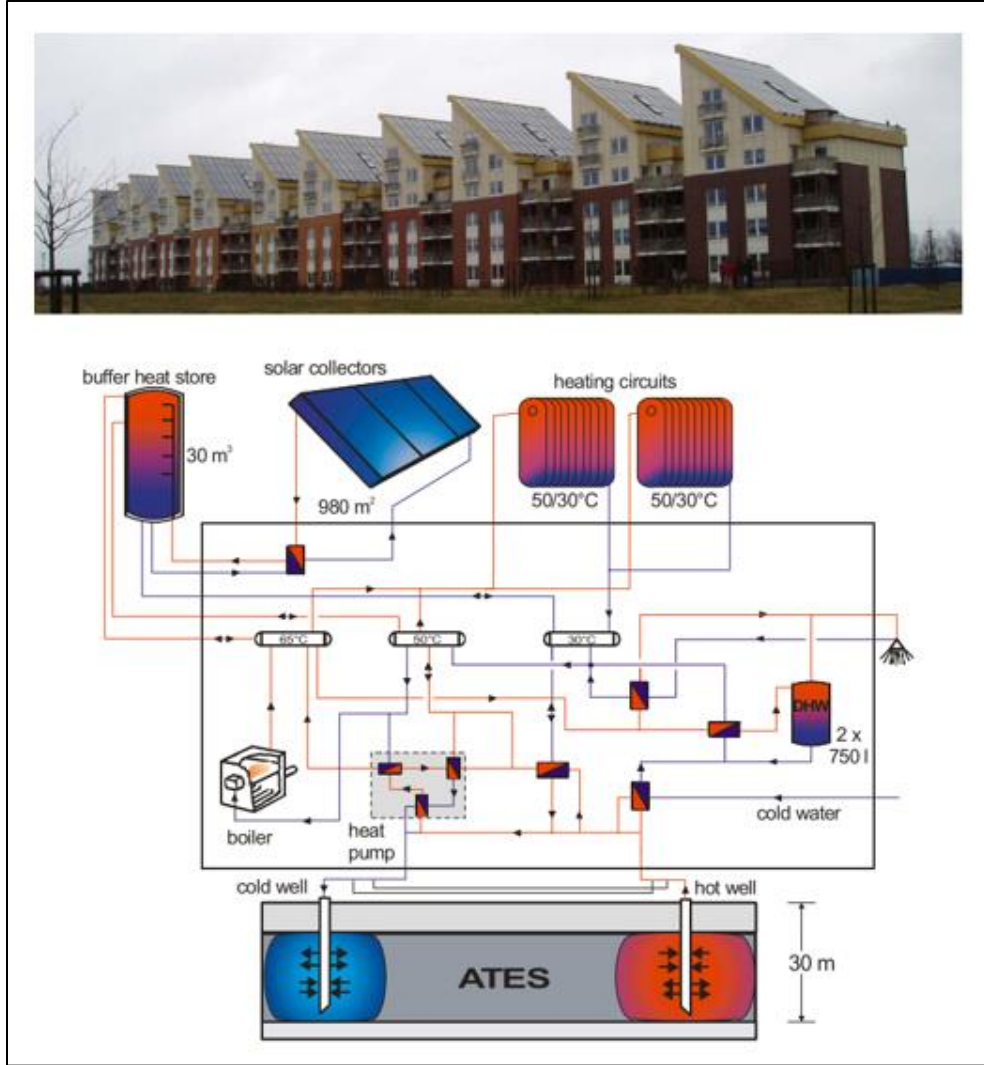 solar collectors
buffer heat store
heating circuits
30 m³
980 m²
50/30°C
50/30°C
65°C
50°C
30°C
DHW
2 x
750 l
boiler
heat
pump
cold water
cold well
hot well
ATES
30 m